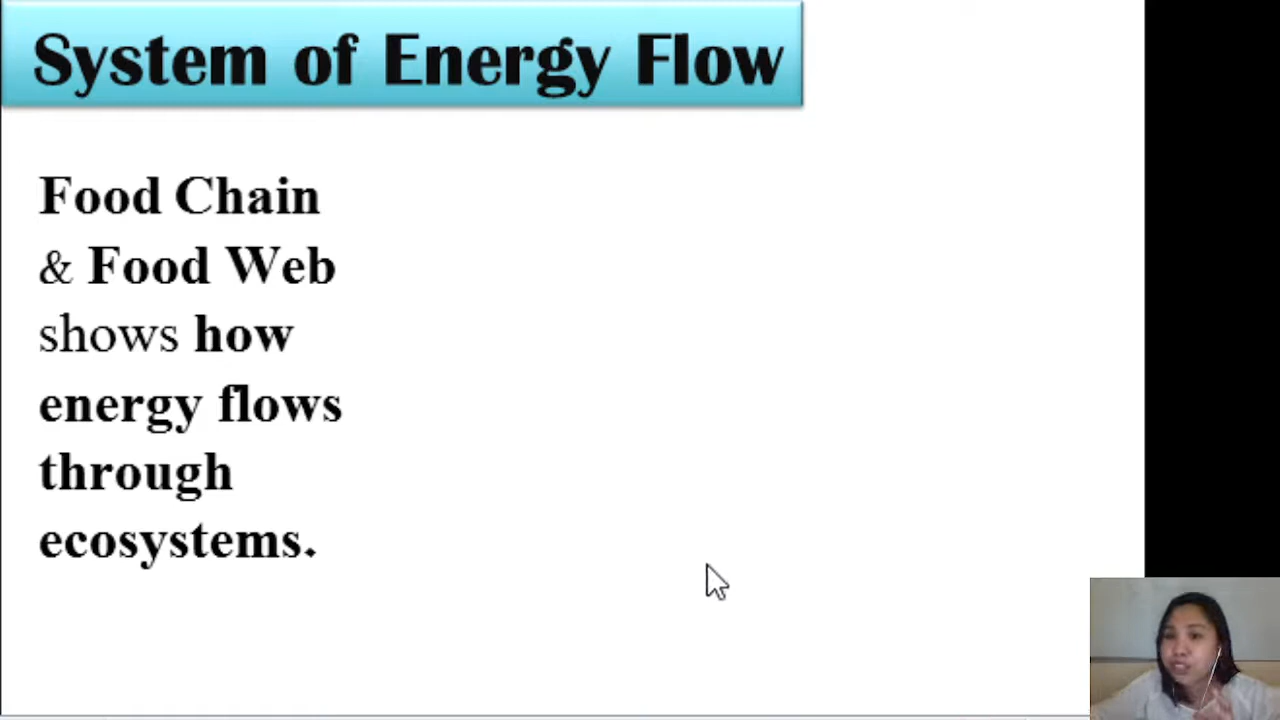 System of Energy Flow
Food Chain
& Food Web
shows how
energy flows
through
ecosystems.